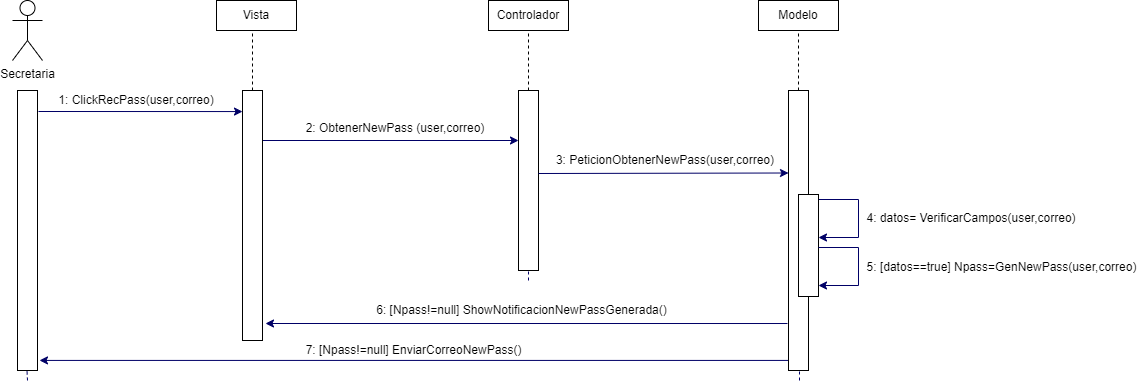 Vista
Controlador
Modelo
Secretaria
1: ClickRecPass(user,correo)
2: ObtenerNewPass (user,correo)
3: PeticionObtenerNewPass(user,correo)
4: datos= VerificarCampos(user,correo)
5: [datos==true] Npass=GenNewPass(user,correo)
6: [Npass!=null] ShowNotificacionNewPassGenerada()
7: [Npass!=null] EnviarCorreoNewPass()